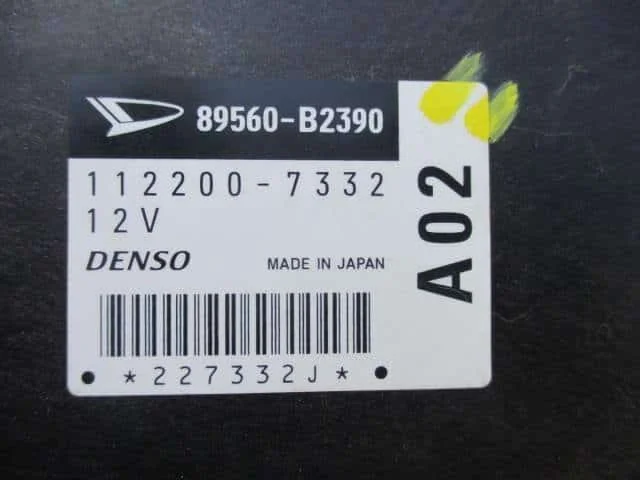 89560-B2390
112200-7332
12V
DENSO MADE IN JAPAN
*227332J*
A02